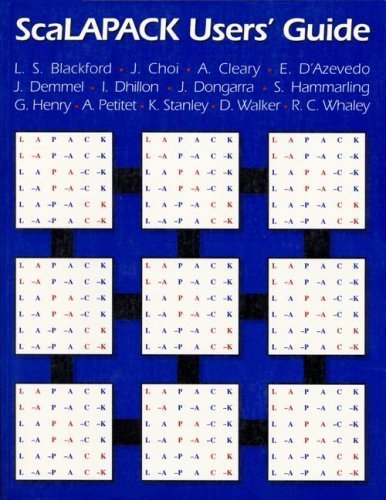 ScaLAPACK Users' Guide
L. S. Blackford • J. Choi • A. Cleary • E. D'Azevedo
J. Demmel • I. Dhillon • J. Dongarra • S. Hammarling
G. Henry • A. Petitet • K. Stanley • D. Walker • R. C. Whaley
L A P A C K
L -A P -A C -K
L A P A -C -K
L -A P -A -C K
L A -P -A C K
L -A -P A C -K
L A P A C K
L -A P -A C -K
L A P A -C -K
L -A P -A -C K
L A -P -A C K
L -A -P A C -K
L A P A C K
L -A P -A C -K
L A P A -C -K
L -A P -A -C K
L A -P -A C K
L -A -P A C -K
L A P A C K
L -A P -A C -K
L A P A -C -K
L -A P -A -C K
L A -P -A C K
L -A -P A C -K
L A P A C K
L -A P -A C -K
L A P A -C -K
L -A P -A -C K
L A -P -A C K
L -A -P A C -K
L A P A C K
L -A P -A C -K
L A P A -C -K
L -A P -A -C K
L A -P -A C K
L -A -P A C -K
L A P A C K
L -A P -A C -K
L A P A -C -K
L -A P -A -C K
L A -P -A C K
L -A -P A C -K
L A P A C K
L -A P -A C -K
L A P A -C -K
L -A P -A -C K
L A -P -A C K
L -A -P A C -K
L A P A C K
L -A P -A C -K
L A P A -C -K
L -A P -A -C K
L A -P -A C K
L -A -P A C -K